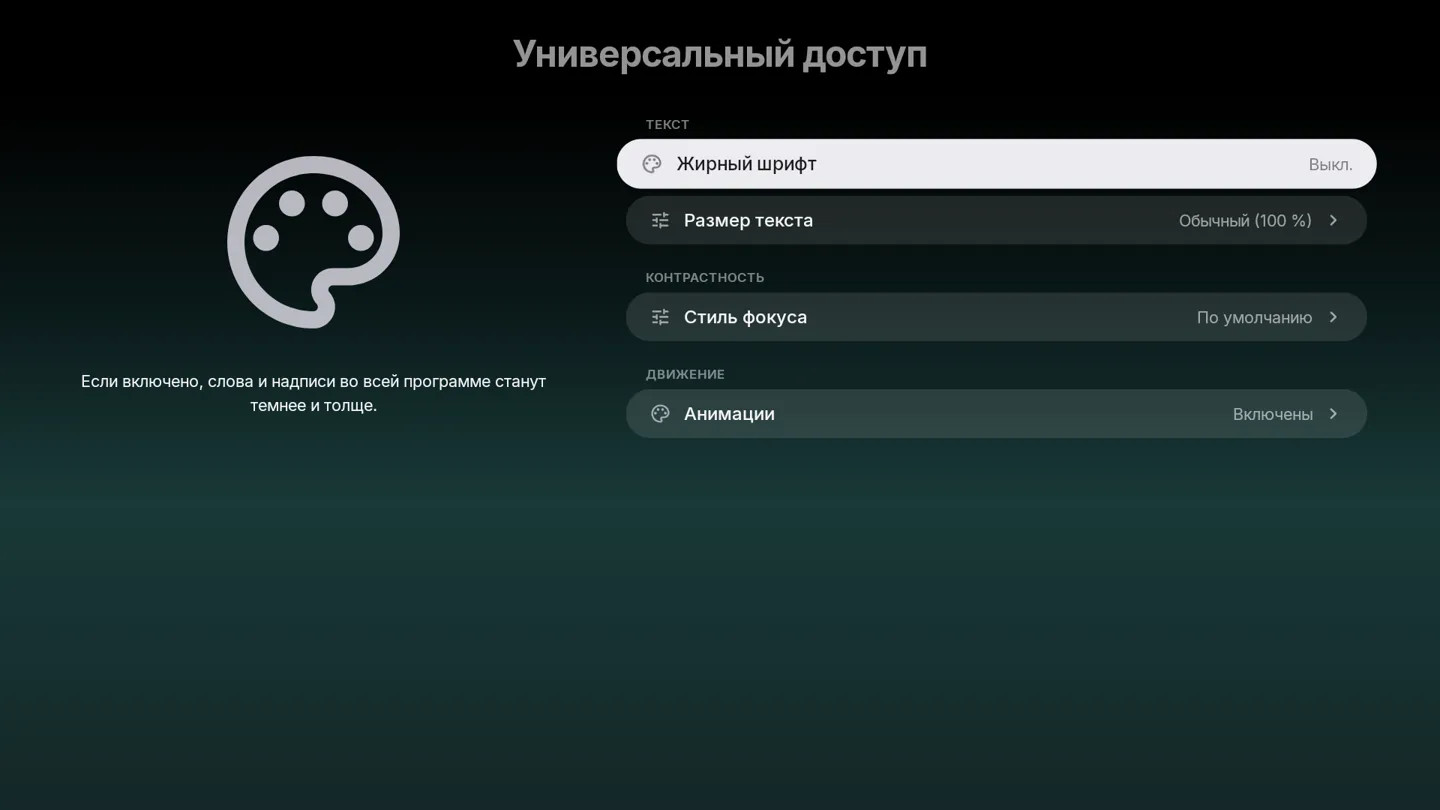 Универсальный доступ
ТЕКСТ
Жирный шрифт Выкл.
Размер текста Обычный (100 %)
КОНТРАСТНОСТЬ
Стиль фокуса По умолчанию
ДВИЖЕНИЕ
Анимации Включены
Если включено, слова и надписи во всей программе станут
темнее и толще.